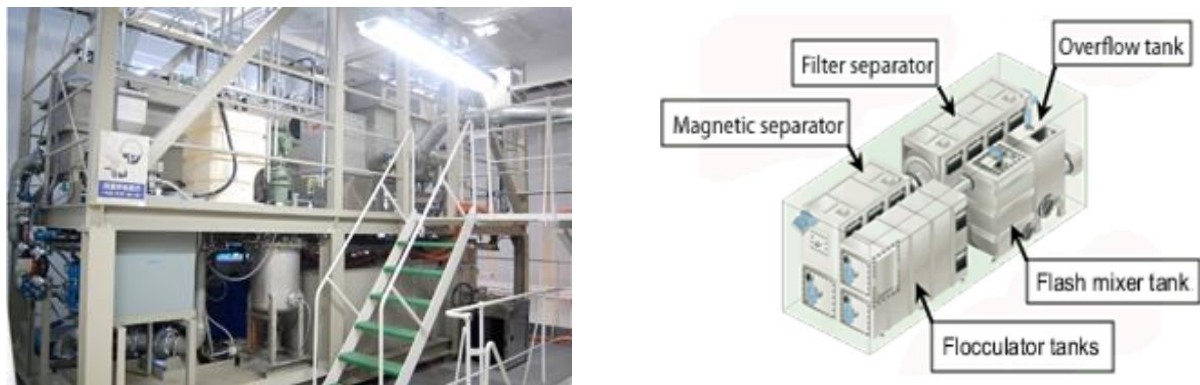 Overflow tank
Filter separator
Magnetic separator
Flash mixer tank.
Flocculator tanks